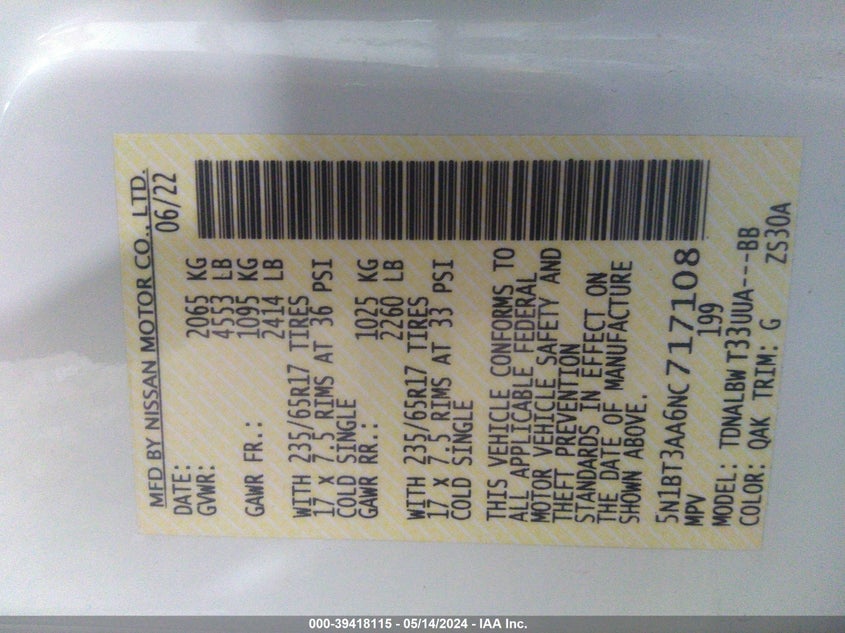 MFD BY NISSAN MOTOR CO., LTD.
DATE: 06/22
GVWR: 2065 KG
4553 LB
GAWR FR.: 1095 KG
2414 LB
WITH 235/65R17 TIRES
17 x 7.5 RIMS AT 36 PSI
COLD SINGLE
GAWR RR.: 1025 KG
2260 LB
WITH 235/65R17 TIRES
17 x 7.5 RIMS AT 33 PSI
COLD SINGLE
THIS VEHICLE CONFORMS TO
ALL APPLICABLE FEDERAL
MOTOR VEHICLE SAFETY AND
THEFT PREVENTION
STANDARDS IN EFFECT ON
THE DATE OF MANUFACTURE
SHOWN ABOVE.
5N1BT3AA6NC717108
MPV 199
MODEL: TDNALBWT33UUA---BB
COLOR: QAK TRIM: G ZS30A
000-39418115 - 05/14/2024 - IAA Inc.